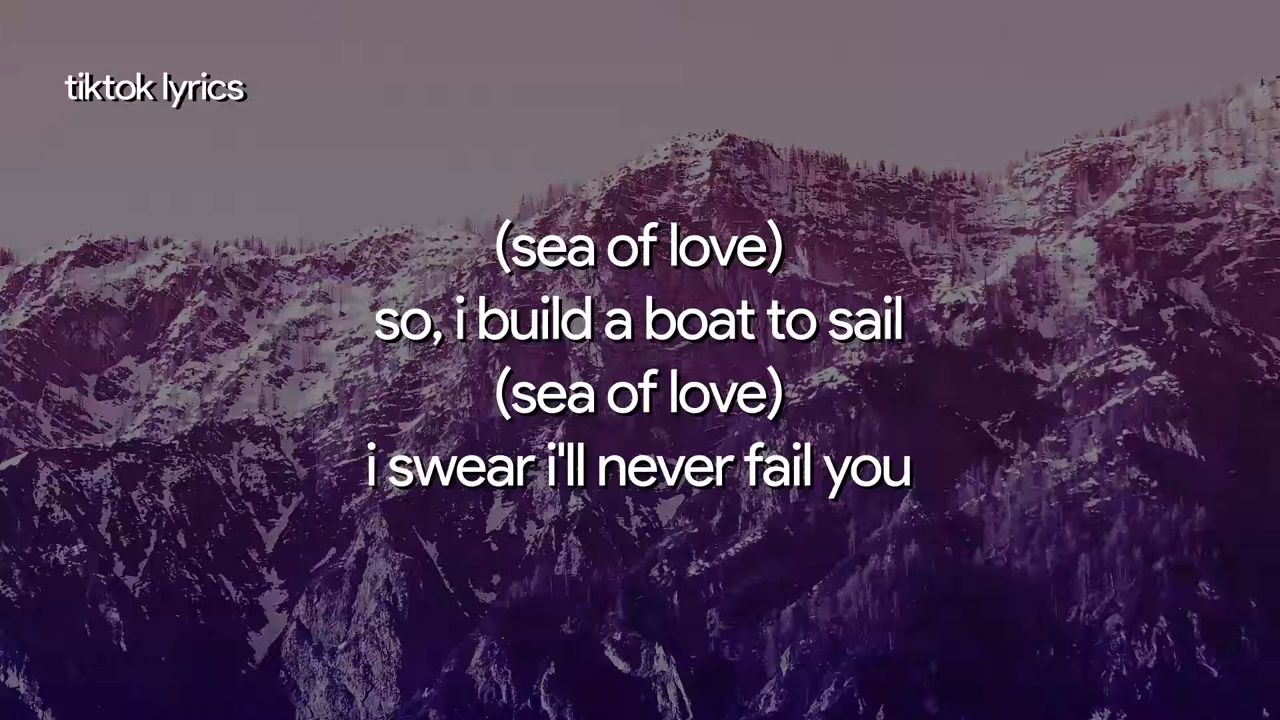 tiktok lyrics
(sea of love)
so, i build a boat to sail
(sea of love)
i swear i'll never fail you